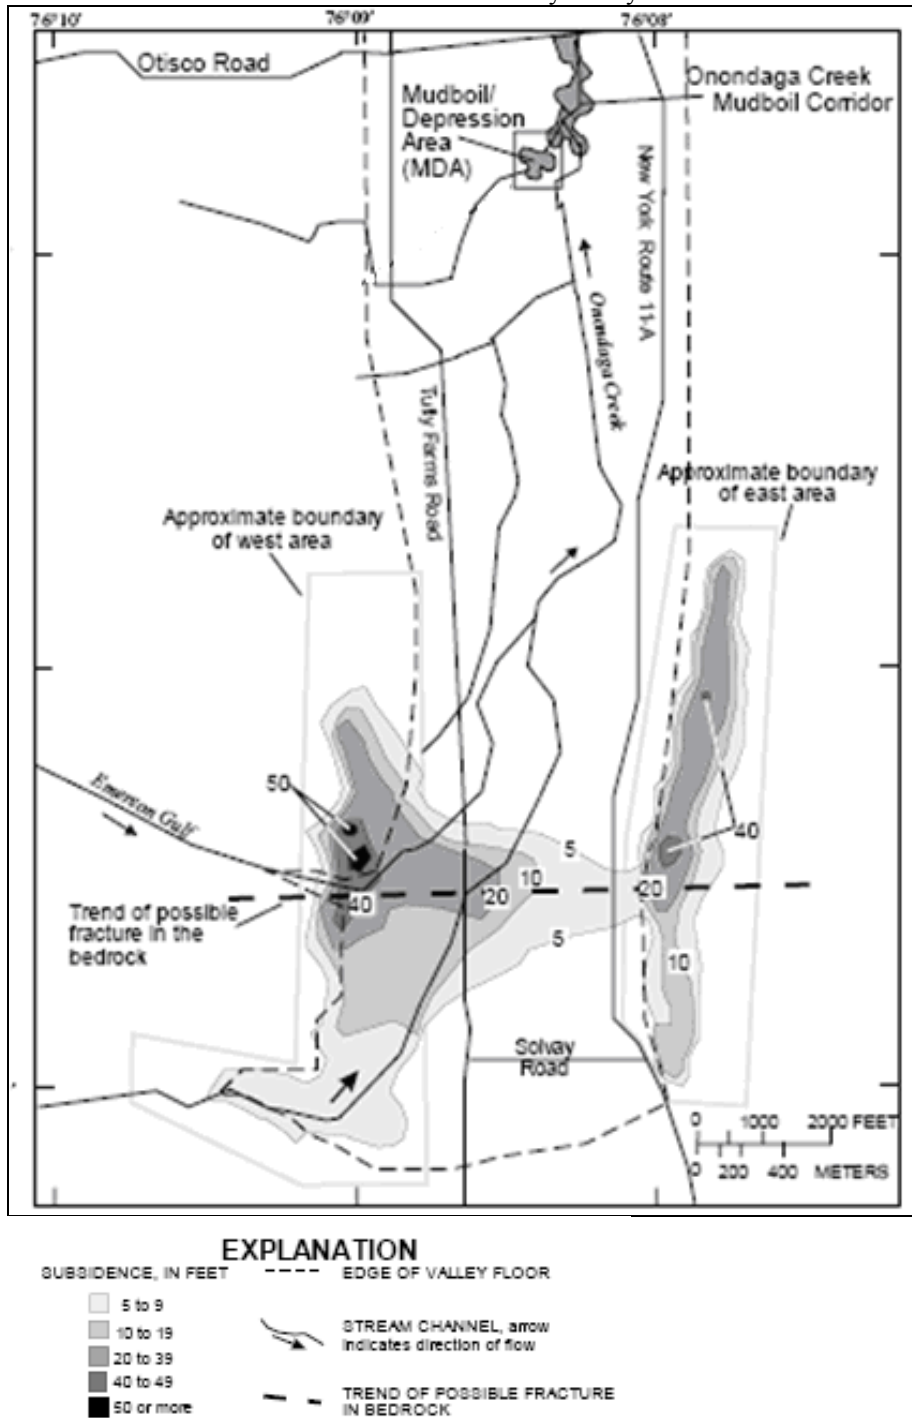 76°10'
76°09'
76°08'
Otisco Road
Onondaga Creek
Mudboil Corridor
Mudboil/
Depression
Area
(MDA)
New York Route 11-A
Onondaga Creek
Tully Farms Road
Approximate boundary
of east area
Approximate boundary
of west area
Emerson Gulf
50
40
5
10
20
20
40
5
10
Trend of possible
fracture in the
bedrock
Solvay
Road
0 1000 2000 FEET
0 200 400 METERS
EXPLANATION
SUBSIDENCE, IN FEET
5 to 9
10 to 19
20 to 39
40 to 49
50 or more
EDGE OF VALLEY FLOOR
STREAM CHANNEL, arrow
indicates direction of flow
TREND OF POSSIBLE FRACTURE
IN BEDROCK